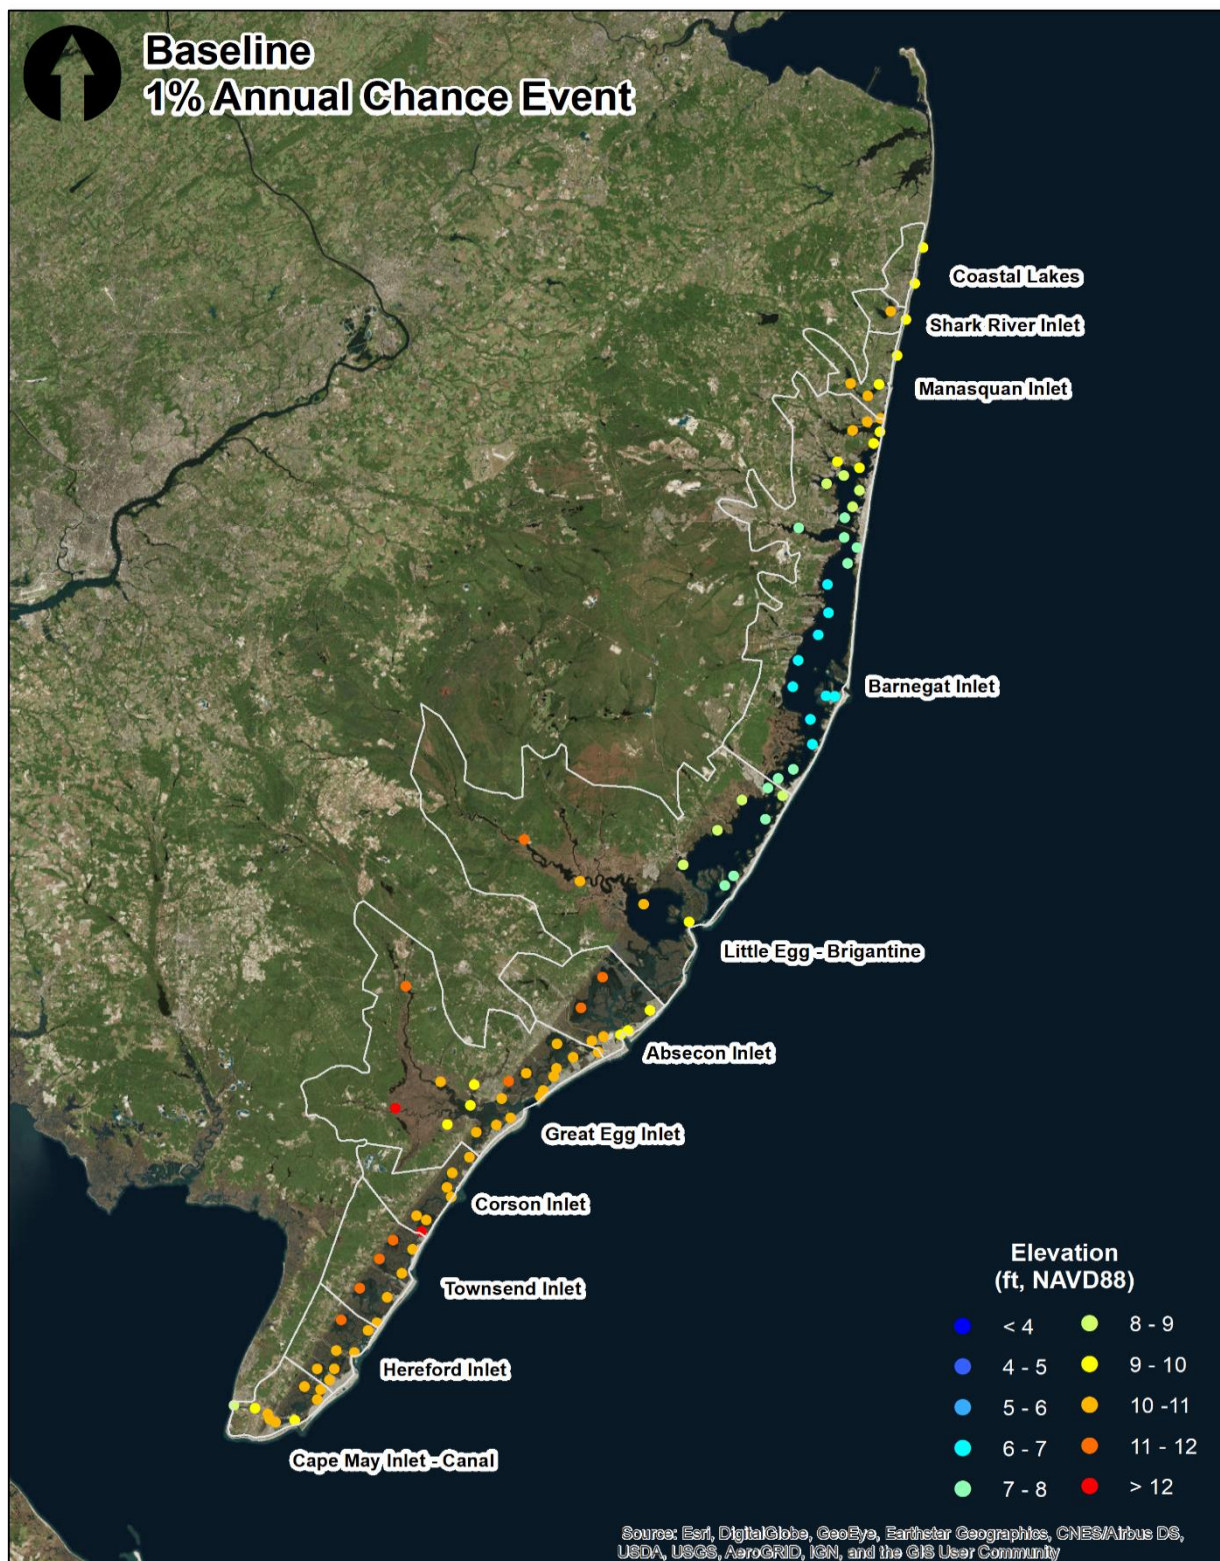 Baseline
1% Annual Chance Event
Coastal Lakes
Shark River Inlet
Manasquan Inlet
Barnegat Inlet
Little Egg - Brigantine
Absecon Inlet
Great Egg Inlet
Corson Inlet
Townsend Inlet
Hereford Inlet
Cape May Inlet - Canal
Elevation
(ft, NAVD88)
< 4
4 - 5
5 - 6
6 - 7
7 - 8
8 - 9
9 - 10
10 -11
11 - 12
> 12
Source: Esri, DigitalGlobe, GeoEye, Earthstar Geographics, CNES/Airbus DS,
USDA, USGS, AeroGRID, IGN, and the GIS User Community